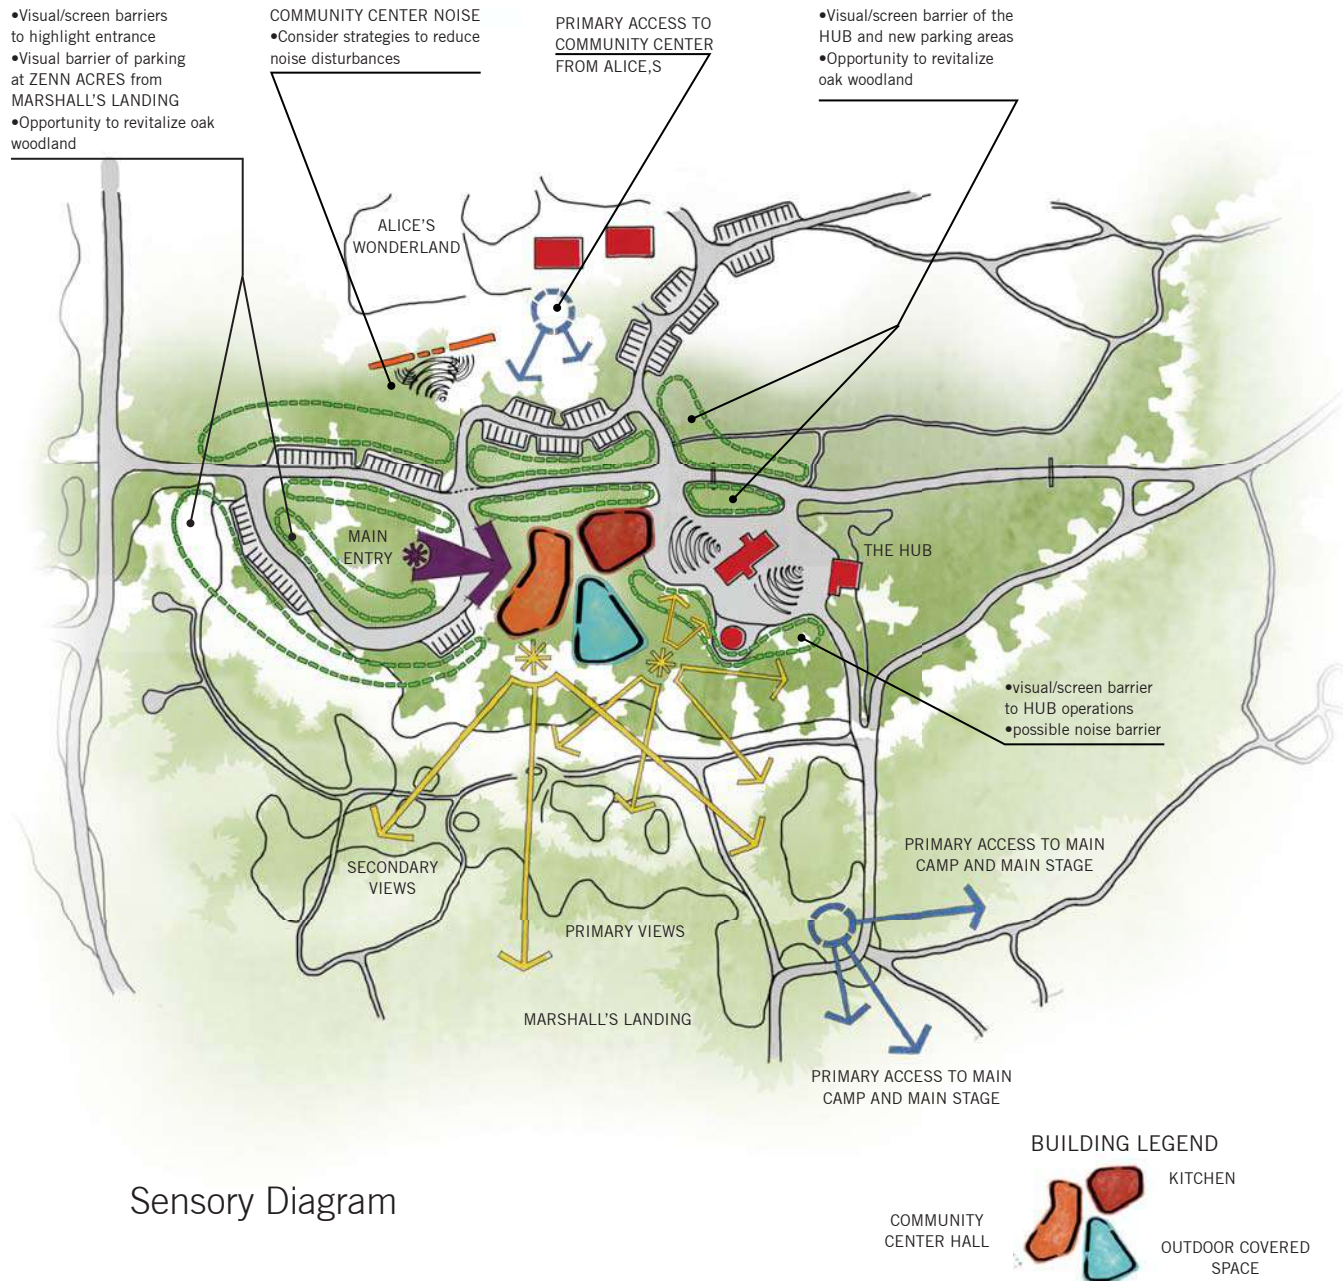 •Visual/screen barriers
to highlight entrance
•Visual barrier of parking
at ZENN ACRES from
MARSHALL'S LANDING
•Opportunity to revitalize oak
woodland
COMMUNITY CENTER NOISE
•Consider strategies to reduce
noise disturbances
PRIMARY ACCESS TO
COMMUNITY CENTER
FROM ALICE,S
•Visual/screen barrier of the
HUB and new parking areas
•Opportunity to revitalize
oak woodland
ALICE'S
WONDERLAND
MAIN
ENTRY
THE HUB
•visual/screen barrier
to HUB operations
•possible noise barrier
SECONDARY
VIEWS
PRIMARY VIEWS
PRIMARY ACCESS TO MAIN
CAMP AND MAIN STAGE
MARSHALL'S LANDING
PRIMARY ACCESS TO MAIN
CAMP AND MAIN STAGE
Sensory Diagram
BUILDING LEGEND
KITCHEN
COMMUNITY
CENTER HALL
OUTDOOR COVERED
SPACE